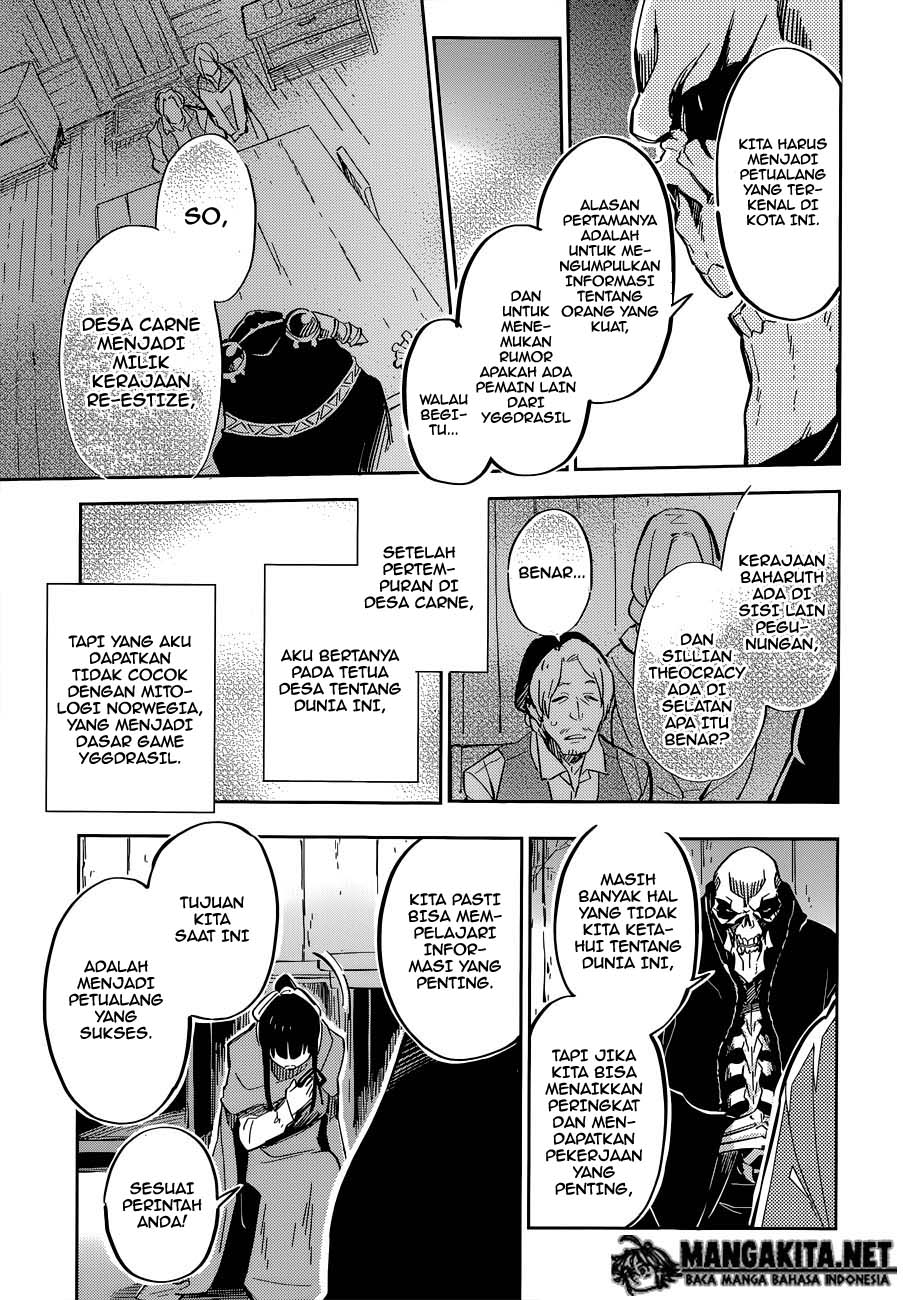 KITA HARUS
MENJADI
PETUALANG
YANG TER-
KENAL DI
KOTA INI.
ALASAN
PERTAMANYA
ADALAH
UNTUK ME-
NGUMPULKAN
INFORMASI
TENTANG
ORANG YANG
KUAT,
DAN
UNTUK
MENE-
MUKAN
RUMOR
APAKAH ADA
PEMAIN LAIN
DARI
YGGDRASIL
WALAU
BEGI-
TU...
SO,
DESA CARNE
MENJADI
MILIK
KERAJAAN
RE-ESTIZE,
KERAJAAN
BAHARUTH
ADA DI
SISI LAIN
PEGU-
NUNGAN,
DAN
SILLIAN
THEOCRACY
ADA DI
SELATAN
APA ITU
BENAR?
BENAR...
SETELAH
PERTEM-
PURAN DI
DESA CARNE,
AKU BERTANYA
PADA TETUA
DESA TENTANG
DUNIA INI,
TAPI YANG AKU
DAPATKAN
TIDAK COCOK
DENGAN MITO-
LOGI NORWEGIA,
YANG MENJADI
DASAR GAME
YGGDRASIL.
MASIH
BANYAK HAL
YANG TIDAK
KITA KETA-
HUI TENTANG
DUNIA INI,
TAPI JIKA
KITA BISA
MENAIKKAN
PERINGKAT
DAN MEN-
DAPATKAN
PEKERJAAN
YANG
PENTING,
KITA PASTI
BISA MEM-
PELAJARI
INFOR-
MASI YANG
PENTING.
TUJUAN
KITA
SAAT INI
ADALAH
MENJADI
PETUALANG
YANG
SUKSES.
SESUAI
PERINTAH
ANDA!
MANGAKITA.NET
BACA MANGA BAHASA INDONESIA